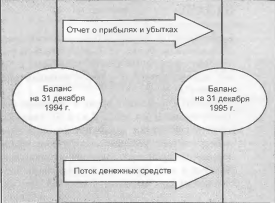 Отчет о прибылях и убытках
Баланс
на 31 декабря
1994 г.
Баланс
на 31 декабря
1995 г.
Поток денежных средств